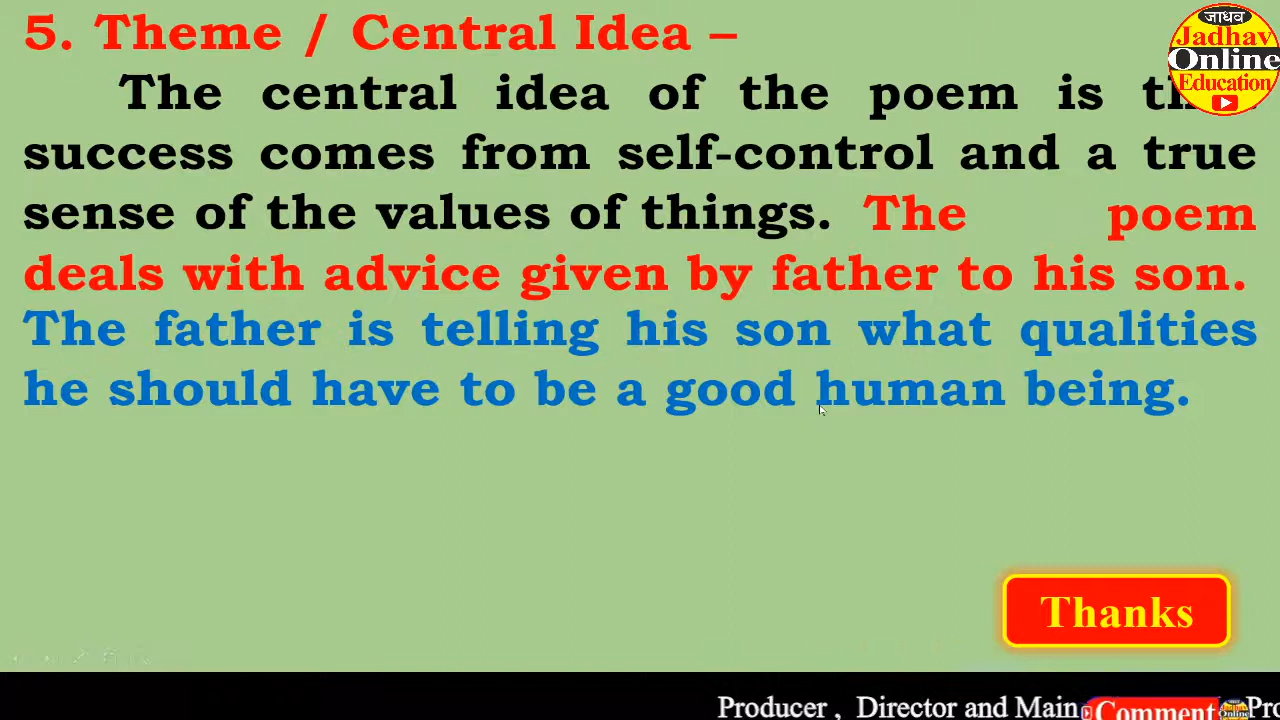 5. Theme / Central Idea –
जाधव
Jadhav
Online
Education
The central idea of the poem is
success comes from self-control and a true
sense of the values of things. The poem
deals with advice given by father to his son.
The father is telling his son what qualities
he should have to be a good human being.
Thanks
Producer , Director and Main
Comment
Online
Pro